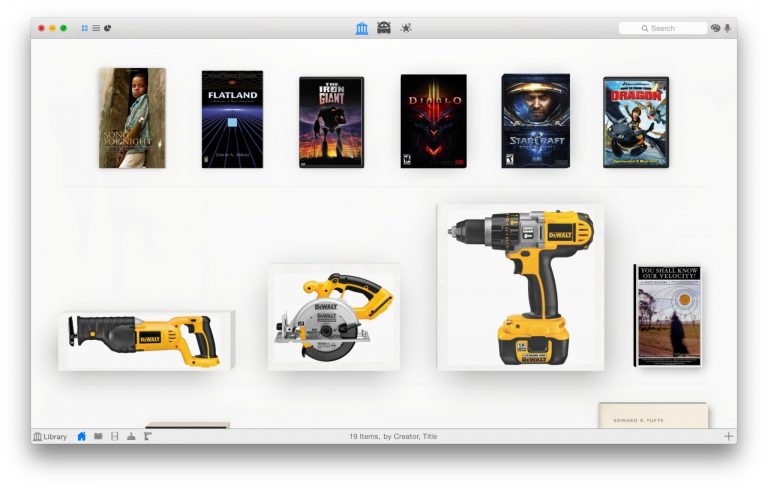 Search
SONG
FOR NIGHT
FLATLAND
Edwin A. Abbott
THE
IRON
GIANT
DIABLO
STARCRAFT
DREAMWORKS
HOW TO TRAIN YOUR
DRAGON
DEWALT
DEWALT
DEWALT
YOU SHALL KNOW
OUR VELOCITY!
EDWARD R. TUFTE
Library
19 Items, by Creator, Title